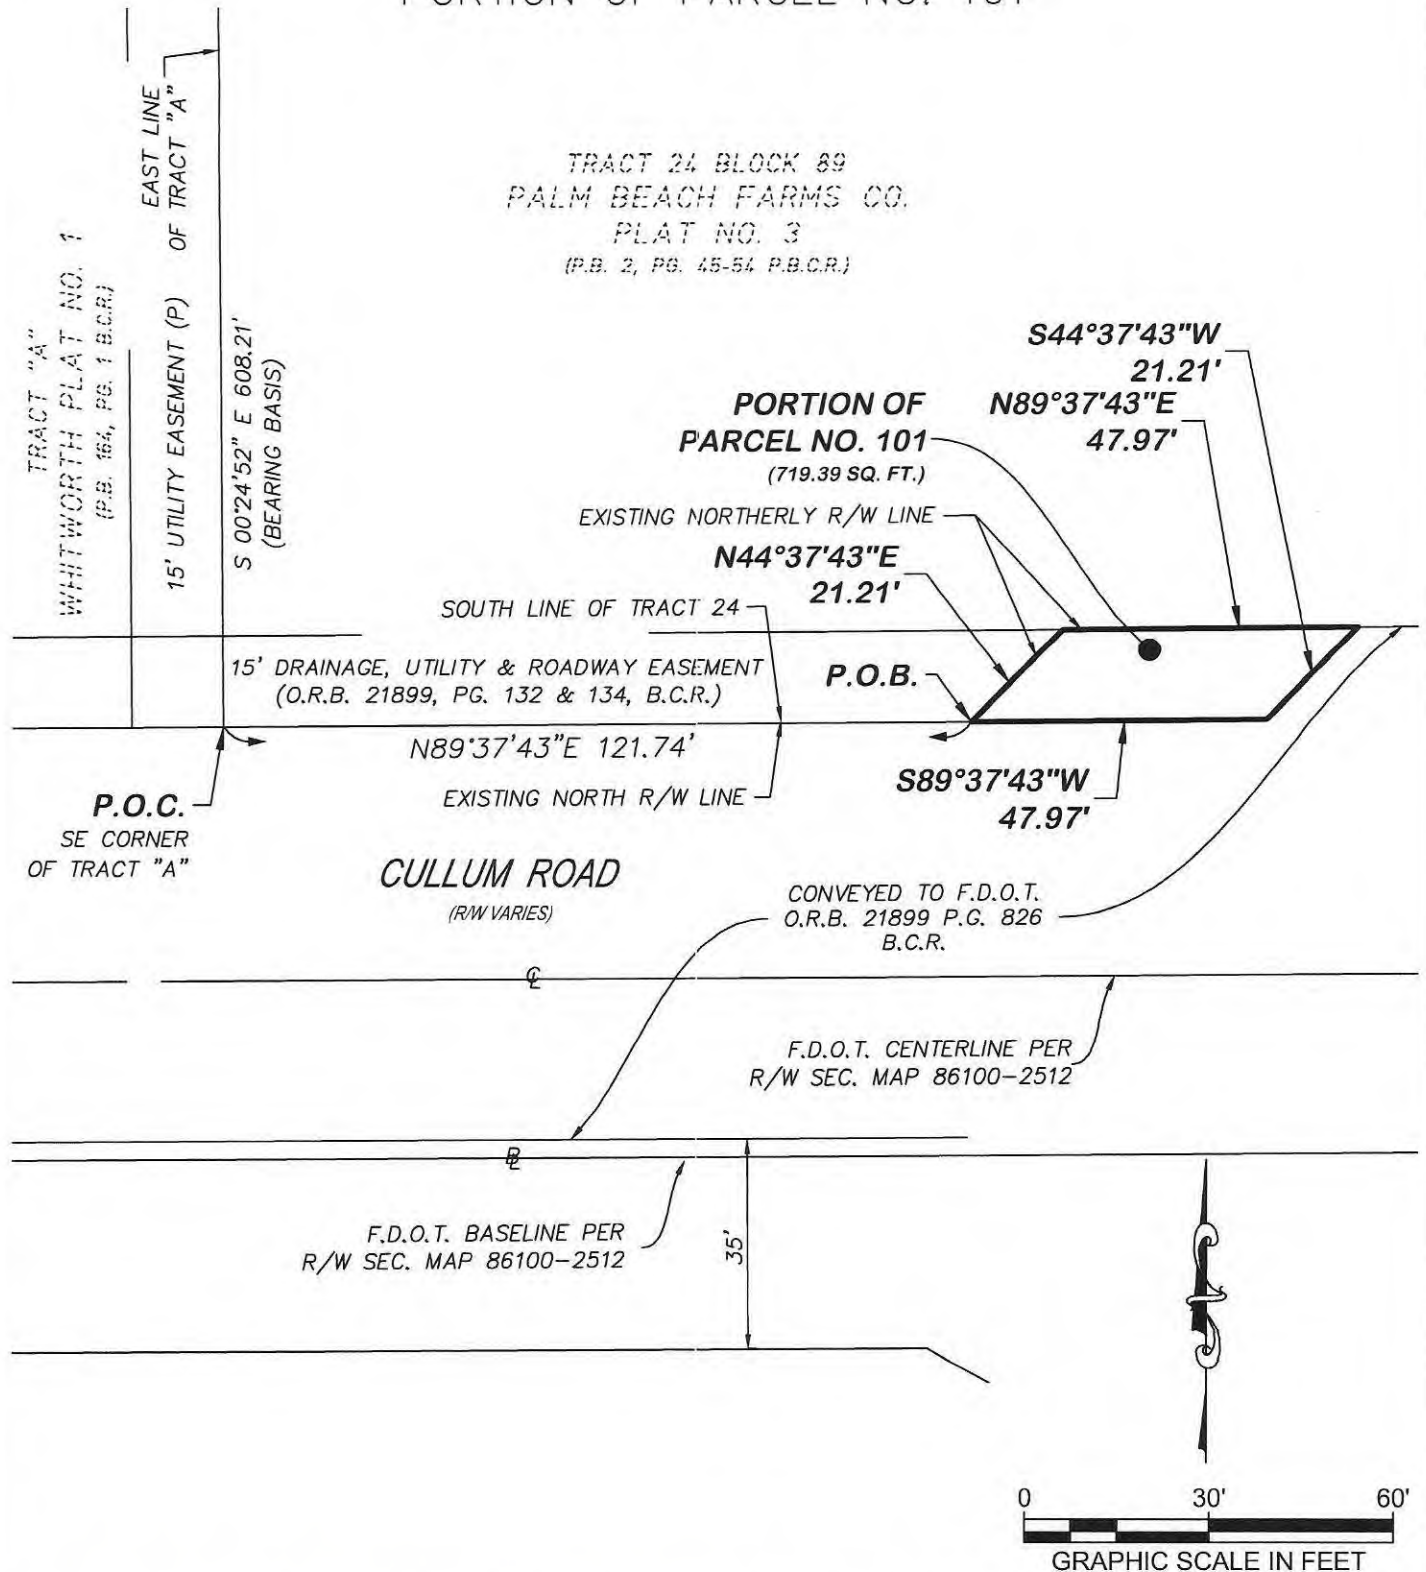 PORTION OF PARCEL NO. 101
EAST LINE
OF TRACT "A"
TRACT 24 BLOCK 89
PALM BEACH FARMS CO.
PLAT NO. 3
(P.B. 2, PG. 45-54 P.B.C.R.)
TRACT "A"
WHITWORTH PLAT NO. 1
(P.B. 164, PG. 1 B.C.R.)
15' UTILITY EASEMENT (P)
S 00°24'52" E 608.21'
(BEARING BASIS)
S44°37'43"W
21.21'
PORTION OF
PARCEL NO. 101
(719.39 SQ. FT.)
N89°37'43"E
47.97'
EXISTING NORTHERLY R/W LINE
N44°37'43"E
21.21'
SOUTH LINE OF TRACT 24
15' DRAINAGE, UTILITY & ROADWAY EASEMENT
(O.R.B. 21899, PG. 132 & 134, B.C.R.)
P.O.B.
N89°37'43"E 121.74'
P.O.C.
SE CORNER
OF TRACT "A"
EXISTING NORTH R/W LINE
S89°37'43"W
47.97'
CULLUM ROAD
(R/W VARIES)
CONVEYED TO F.D.O.T.
O.R.B. 21899 P.G. 826
B.C.R.
CL
F.D.O.T. CENTERLINE PER
R/W SEC. MAP 86100-2512
BL
F.D.O.T. BASELINE PER
R/W SEC. MAP 86100-2512
35'
0 30' 60'
GRAPHIC SCALE IN FEET